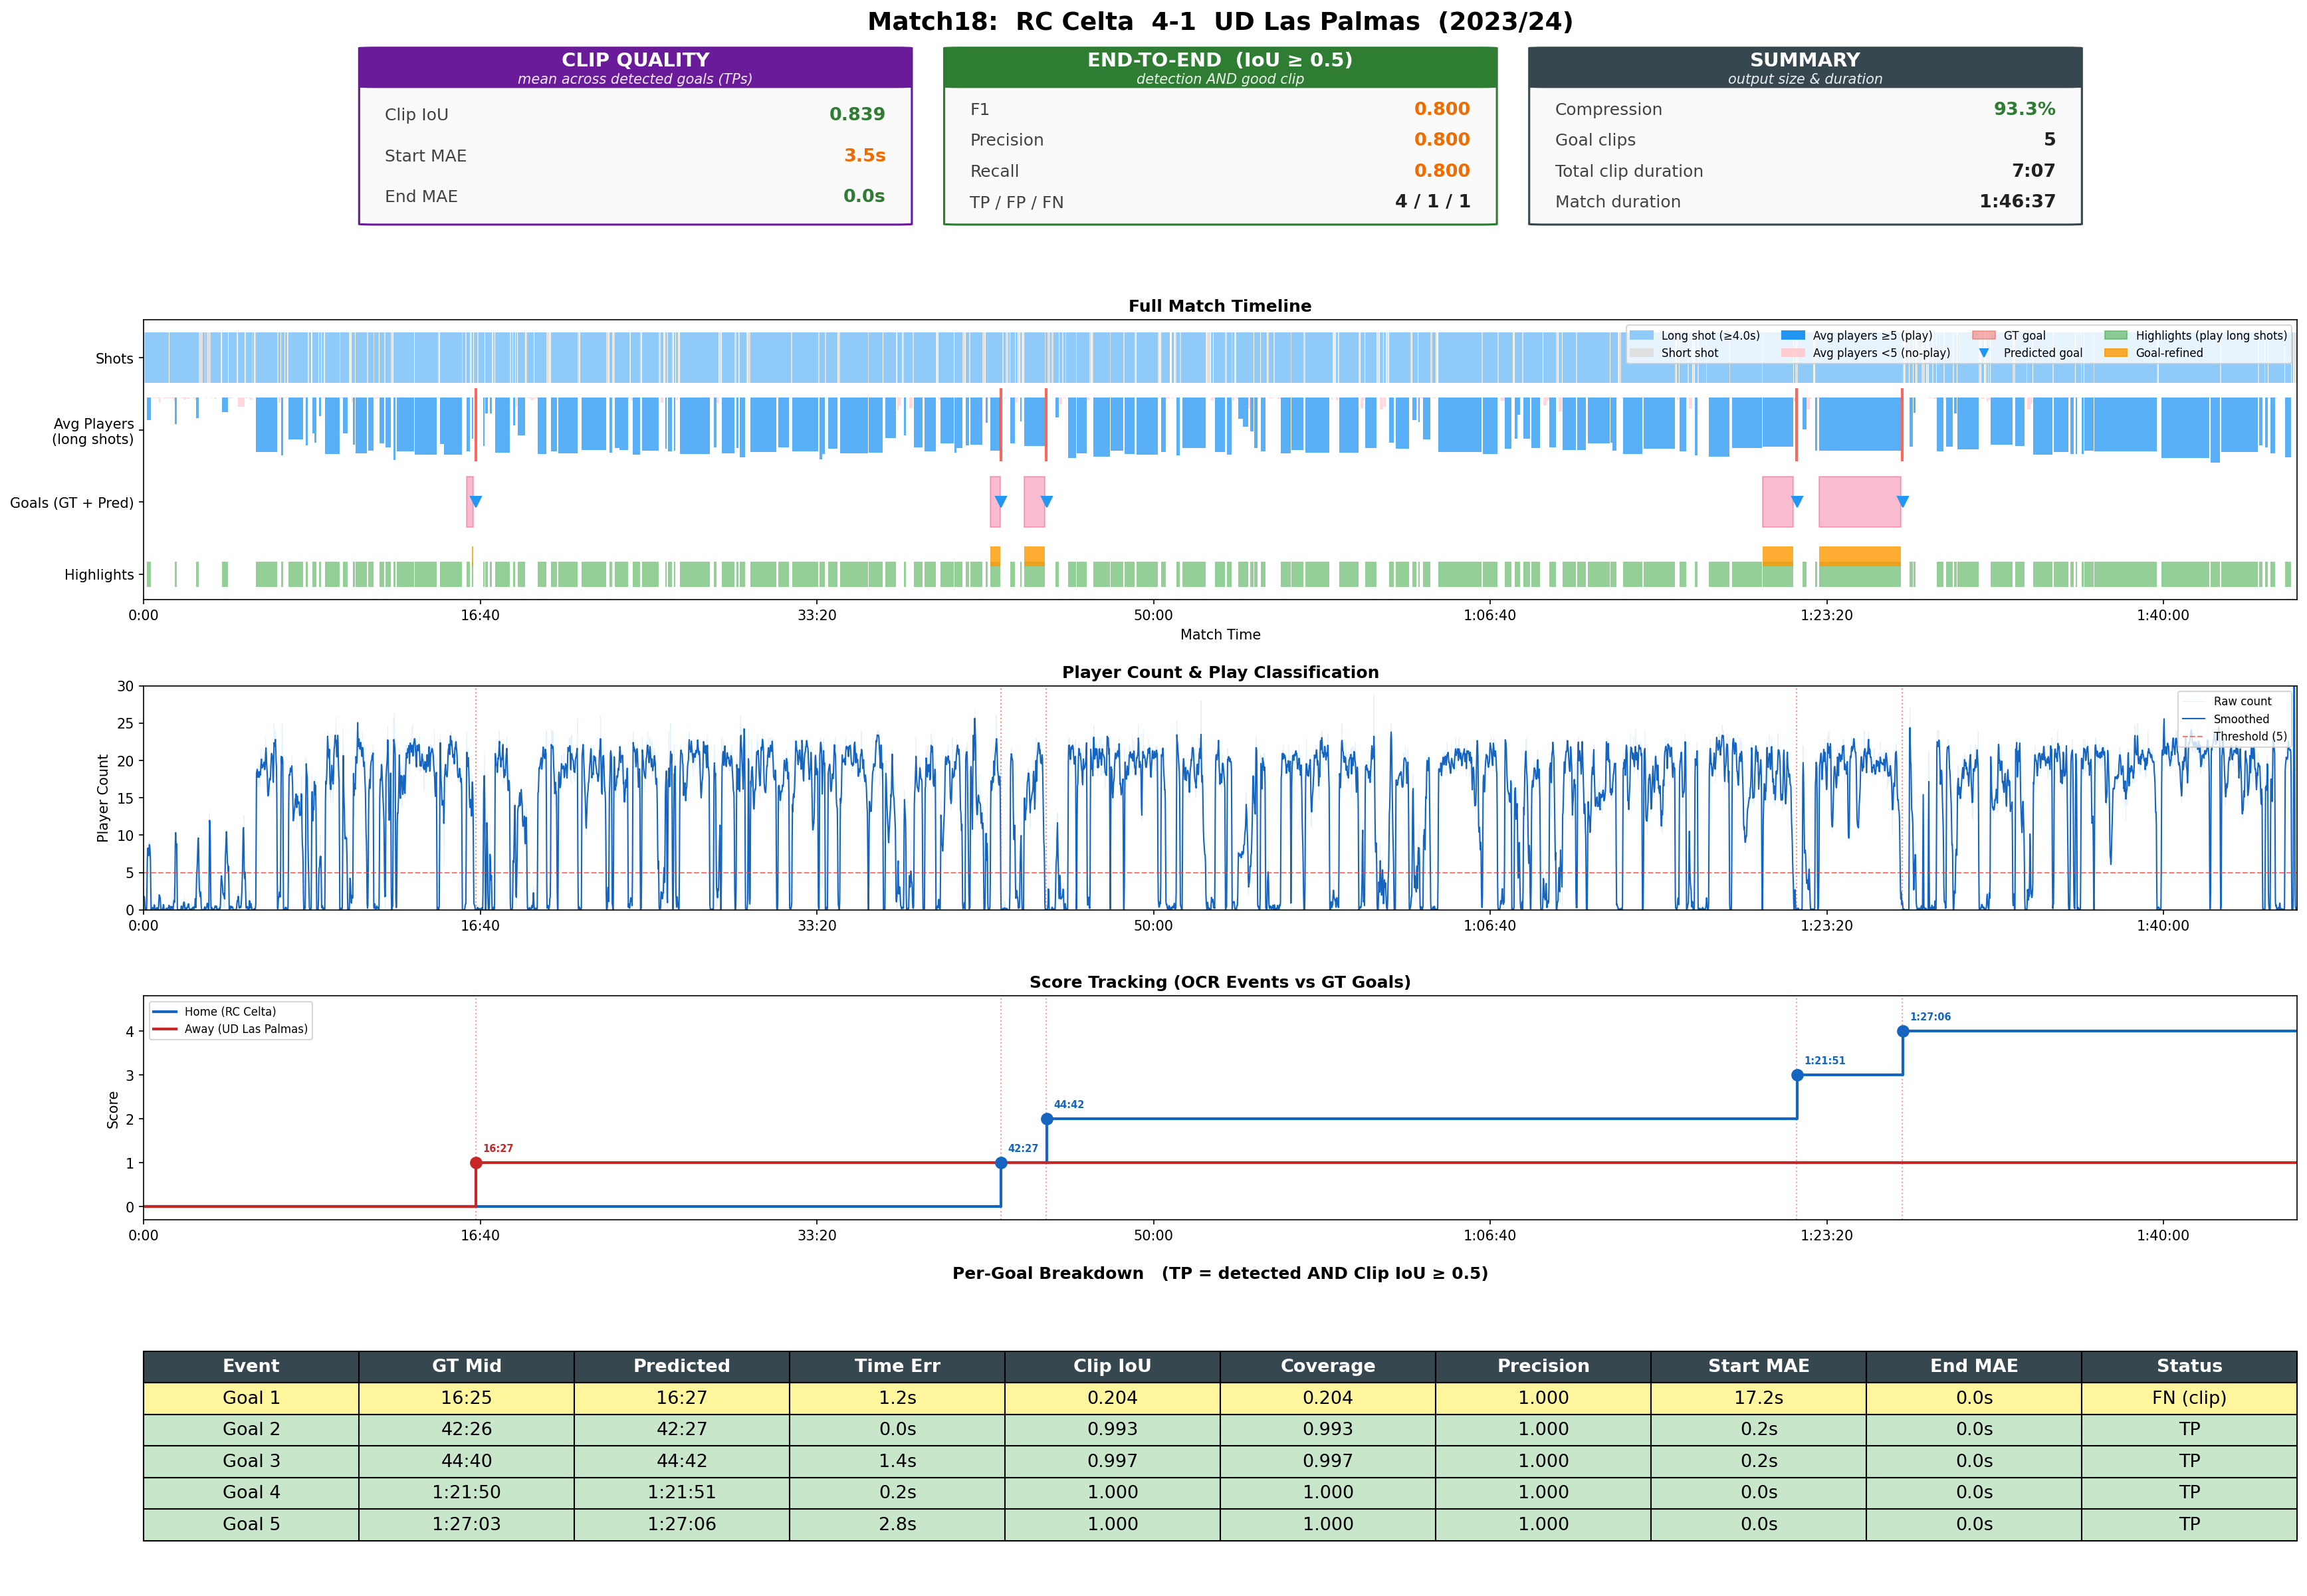 Match18:  RC Celta  4-1  UD Las Palmas  (2023/24)
CLIP QUALITY
mean across detected goals (TPs)
Clip IoU 0.839
Start MAE 3.5s
End MAE 0.0s
END-TO-END  (IoU ≥ 0.5)
detection AND good clip
F1 0.800
Precision 0.800
Recall 0.800
TP / FP / FN 4 / 1 / 1
SUMMARY
output size & duration
Compression 93.3%
Goal clips 5
Total clip duration 7:07
Match duration 1:46:37
Full Match Timeline
Long shot (≥4.0s)
Short shot
Avg players ≥5 (play)
Avg players <5 (no-play)
GT goal
Predicted goal
Highlights (play long shots)
Goal-refined
Shots
Avg Players
(long shots)
Goals (GT + Pred)
Highlights
0:00 16:40 33:20 50:00 1:06:40 1:23:20 1:40:00
Match Time
Player Count & Play Classification
Raw count
Smoothed
Threshold (5)
Player Count
30
25
20
15
10
5
0
0:00 16:40 33:20 50:00 1:06:40 1:23:20 1:40:00
Score Tracking (OCR Events vs GT Goals)
Home (RC Celta)
Away (UD Las Palmas)
Score
4
3
2
1
0
16:27
42:27
44:42
1:21:51
1:27:06
0:00 16:40 33:20 50:00 1:06:40 1:23:20 1:40:00
Per-Goal Breakdown   (TP = detected AND Clip IoU ≥ 0.5)
Event GT Mid Predicted Time Err Clip IoU Coverage Precision Start MAE End MAE Status
Goal 1 16:25 16:27 1.2s 0.204 0.204 1.000 17.2s 0.0s FN (clip)
Goal 2 42:26 42:27 0.0s 0.993 0.993 1.000 0.2s 0.0s TP
Goal 3 44:40 44:42 1.4s 0.997 0.997 1.000 0.2s 0.0s TP
Goal 4 1:21:50 1:21:51 0.2s 1.000 1.000 1.000 0.0s 0.0s TP
Goal 5 1:27:03 1:27:06 2.8s 1.000 1.000 1.000 0.0s 0.0s TP